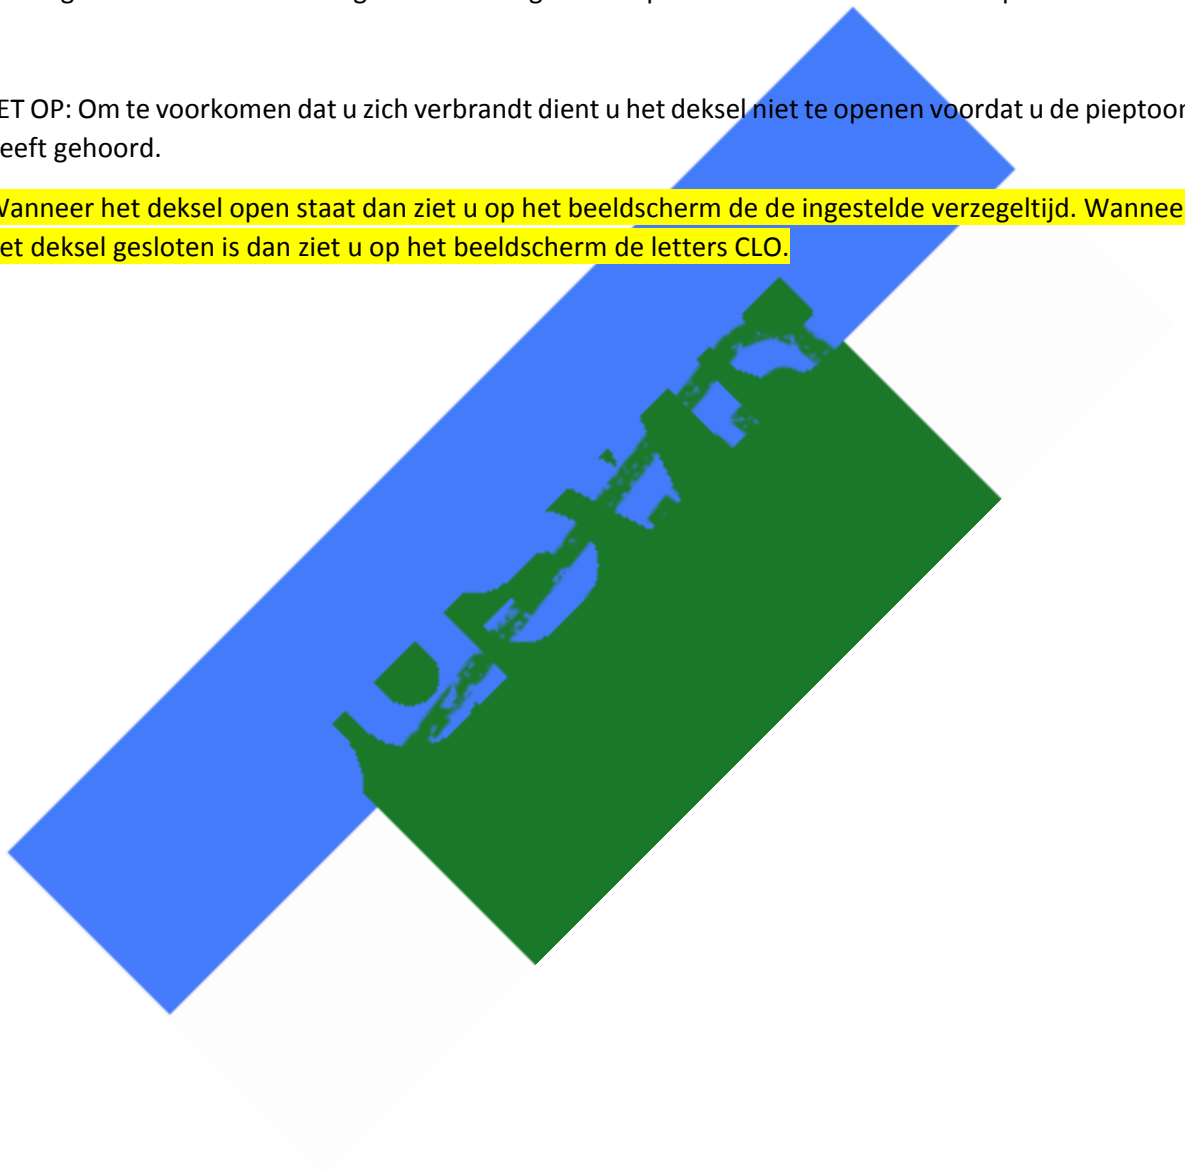 ET OP: Om te voorkomen dat u zich verbrandt dient u het deksel niet te openen voordat u de pieptoor
eeft gehoord.
Wanneer het deksel open staat dan ziet u op het beeldscherm de de ingestelde verzegeltijd. Wannee
et deksel gesloten is dan ziet u op het beeldscherm de letters CLO.